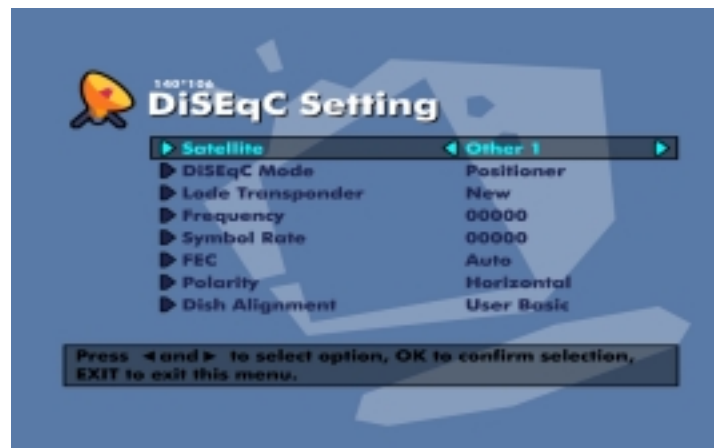 140*106
DiSEqC Setting
Satellite Other 1
DiSEqC Mode Positioner
Lode Transponder New
Frequency 00000
Symbol Rate 00000
FEC Auto
Polarity Horizontal
Dish Alignment User Basic
Press ◄and► to select option, OK to confirm selection,
EXIT to exit this menu.